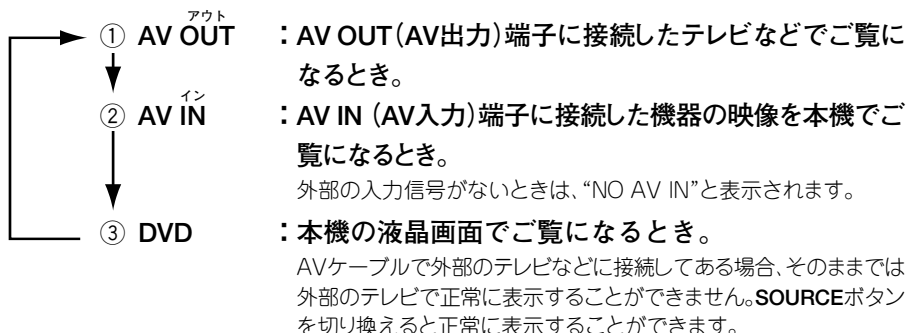 アウト
① AV OUT ：AV OUT（AV出力）端子に接続したテレビなどでご覧に
なるとき。
イン
② AV IN ：AV IN（AV入力）端子に接続した機器の映像を本機でご
覧になるとき。
外部の入力信号がないときは、“NO AV IN”と表示されます。
③ DVD ：本機の液晶画面でご覧になるとき。
AVケーブルで外部のテレビなどに接続してある場合、そのままでは
外部のテレビで正常に表示することができません。SOURCEボタン
を切り換えると正常に表示することができます。